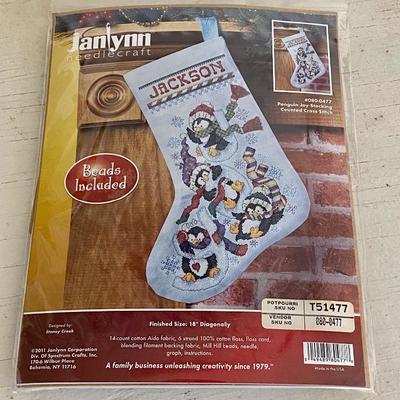 janlynn
needlecraft
JACKSON
#080-0477
Penguin Joy Stocking
Counted Cross Stitch
Beads
Included
POTPOURRI
SKU NO
T51477
VENDOR
SKU NO
080-0477
Designed by
Stoney Creek
Finished Size: 18" Diagonally
14-count cotton Aida fabric, 6 strand 100% cotton floss, floss card,
blending filament backing fabric, Mill Hill beads, needle,
graph, instructions.
©2011 Janlynn Corporation
Div. Of Spectrum Crafts, Inc.
170-6 Wilbur Place
Bohemia, NY 11716
A family business unleashing creativity since 1979.™
Made in the USA